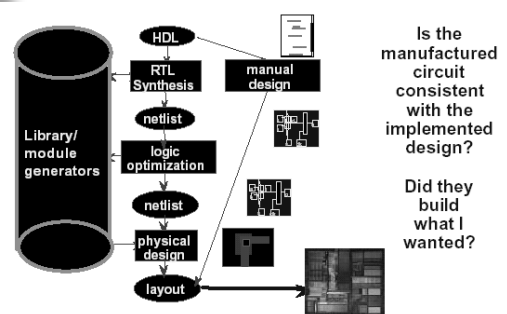 HDL
RTL
Synthesis
manual
design
netlist
Library/
module
generators
logic
optimization
netlist
physical
design
layout
Is the
manufactured
circuit
consistent
with the
implemented
design?
Did they
build
what I
wanted?